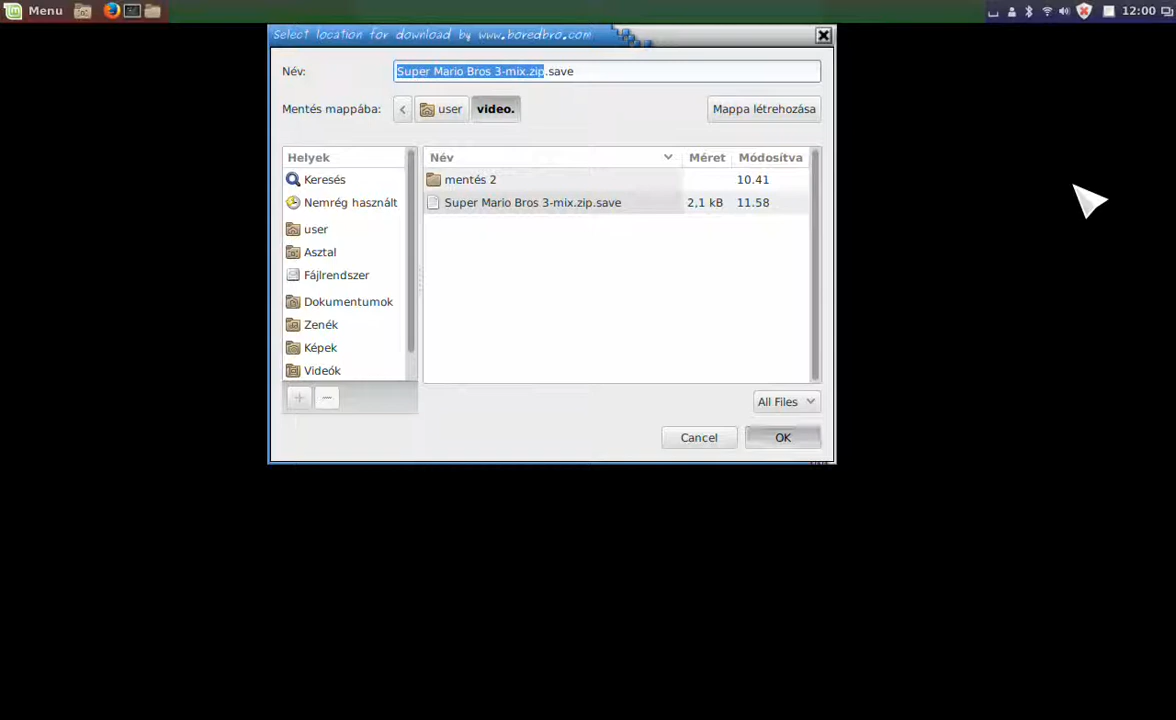 Menu
12:00
Select location for download by www.boredbro.com
Név: Super Mario Bros 3-mix.zip.save
Mentés mappába: user video. Mappa létrehozása
Helyek
Keresés
Nemrég használt
user
Asztal
Fájlrendszer
Dokumentumok
Zenék
Képek
Videók
Név Méret Módosítva
mentés 2 10.41
Super Mario Bros 3-mix.zip.save 2,1 kB 11.58
All Files
Cancel OK